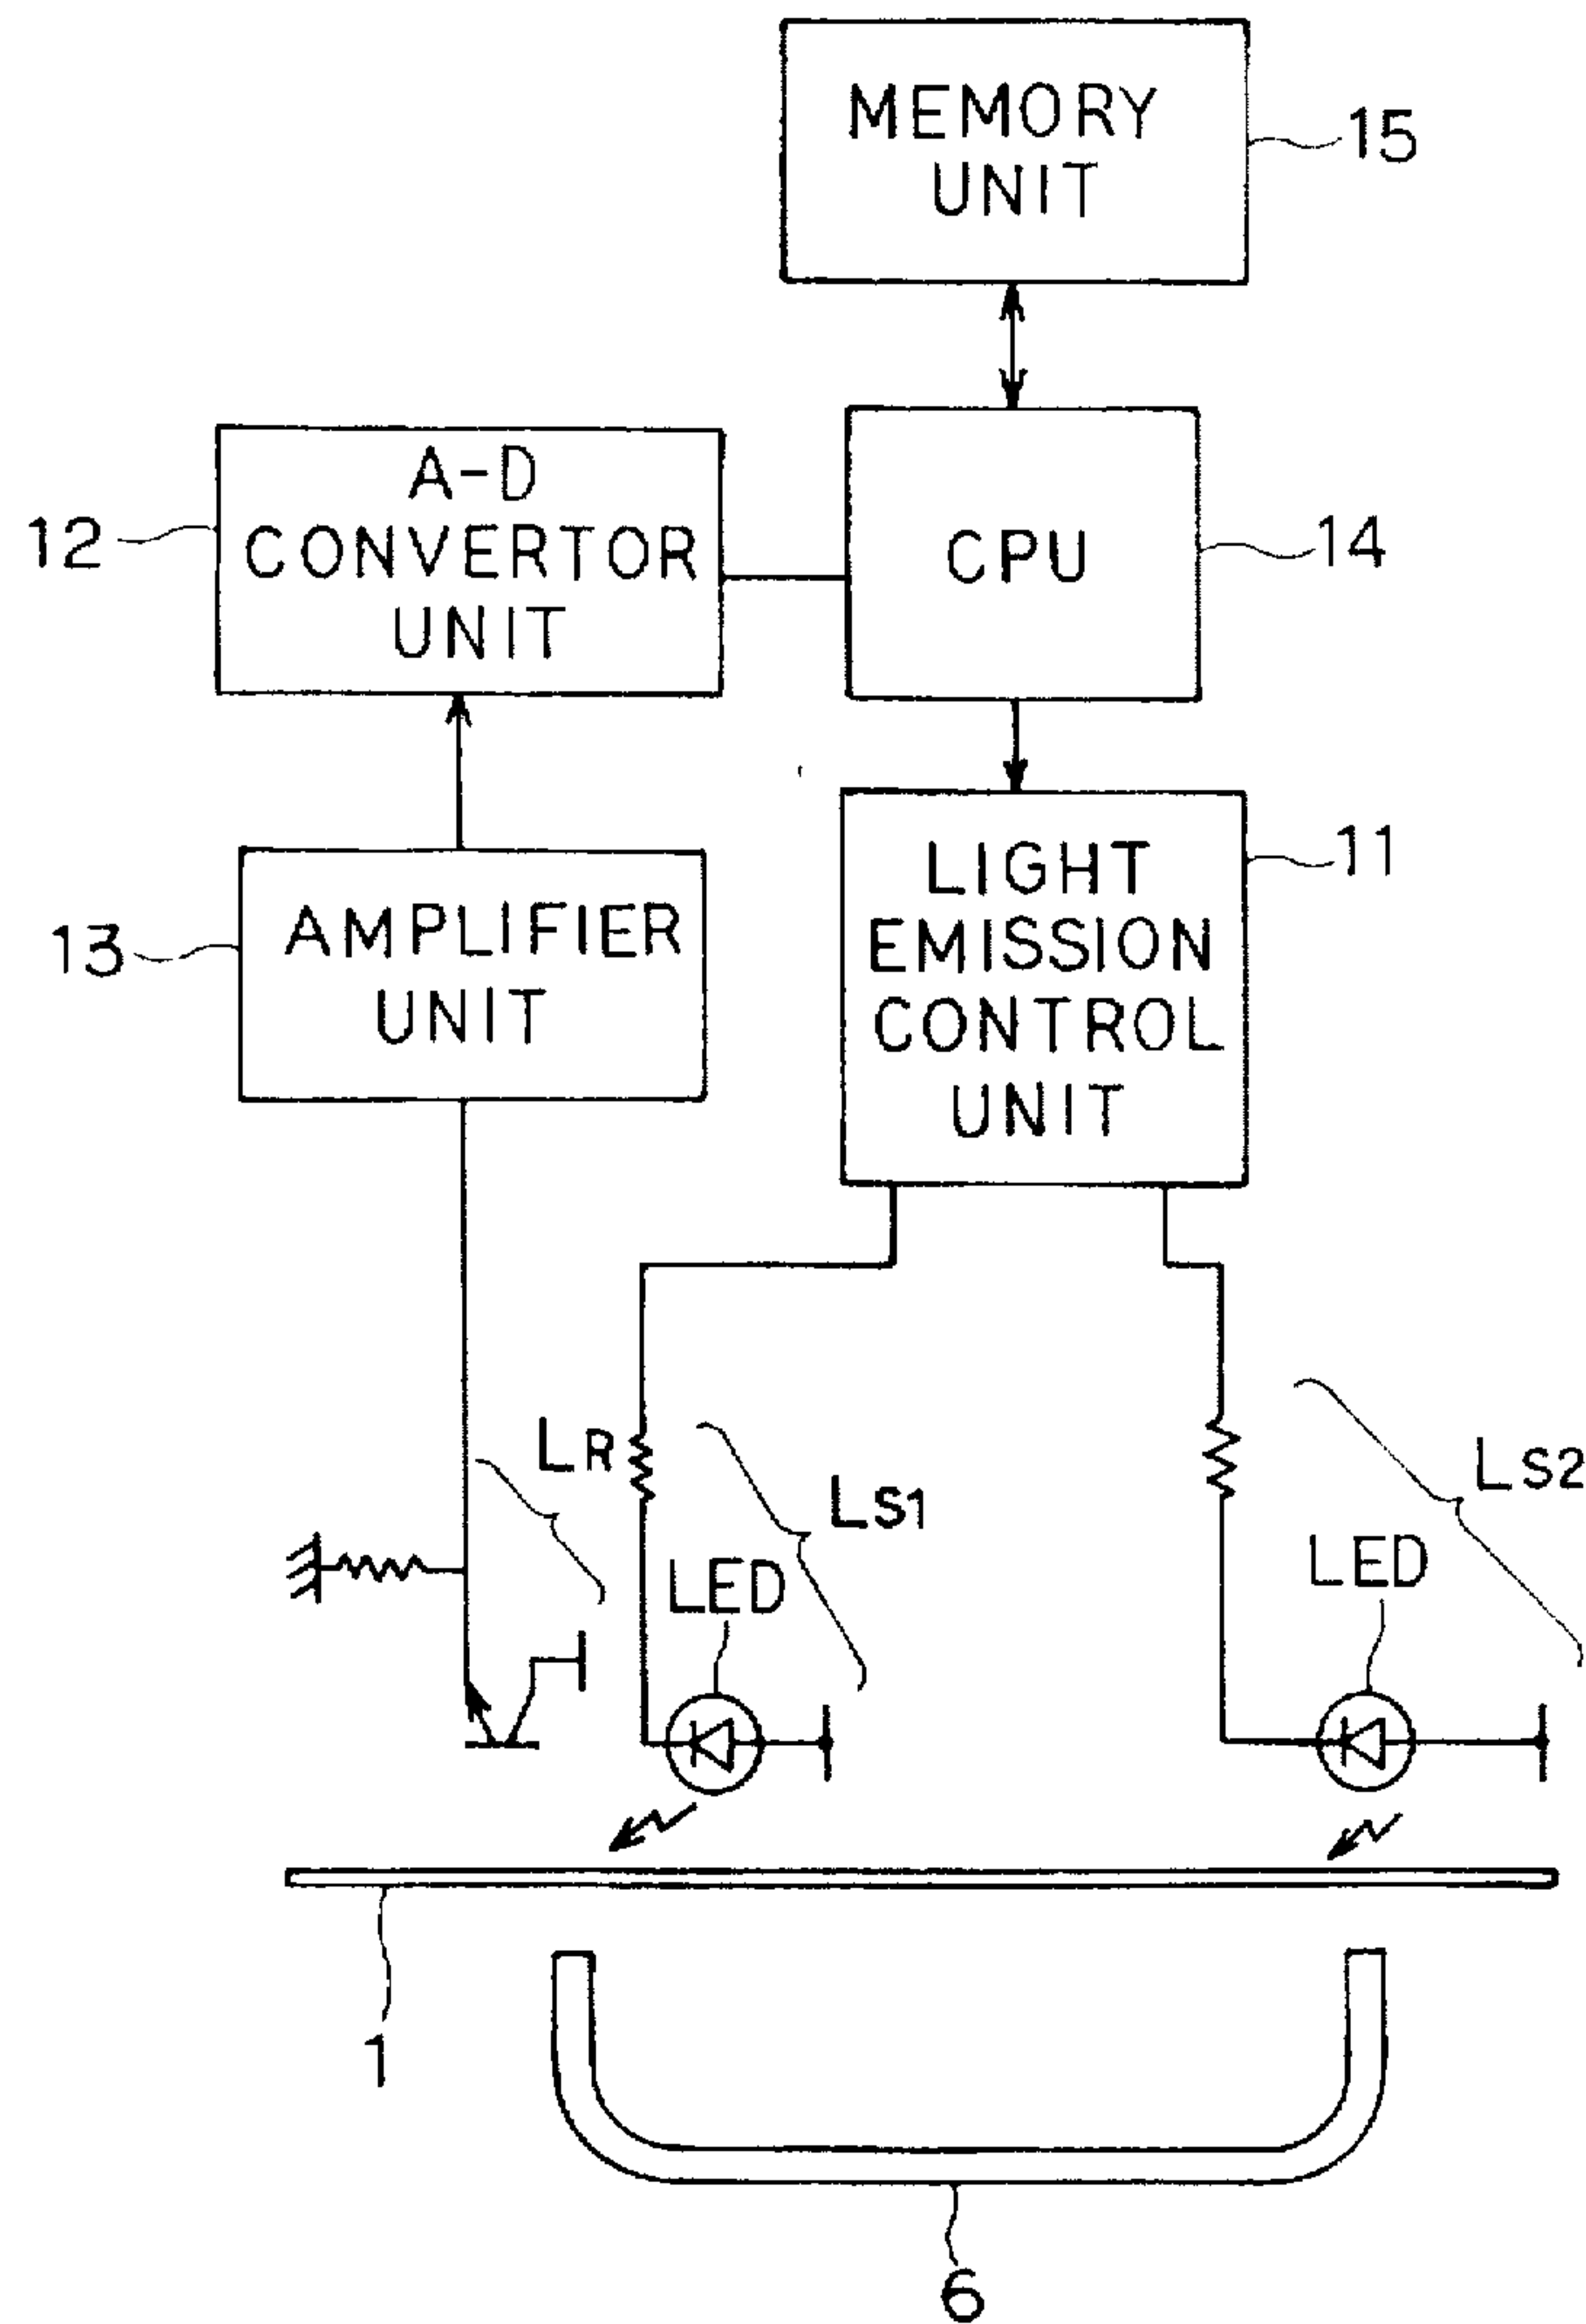 MEMORY
UNIT
15
A-D
CONVERTOR
UNIT
12
CPU
14
LIGHT
EMISSION
CONTROL
UNIT
11
AMPLIFIER
UNIT
13
LR
LS1
LS2
LED
LED
1
6